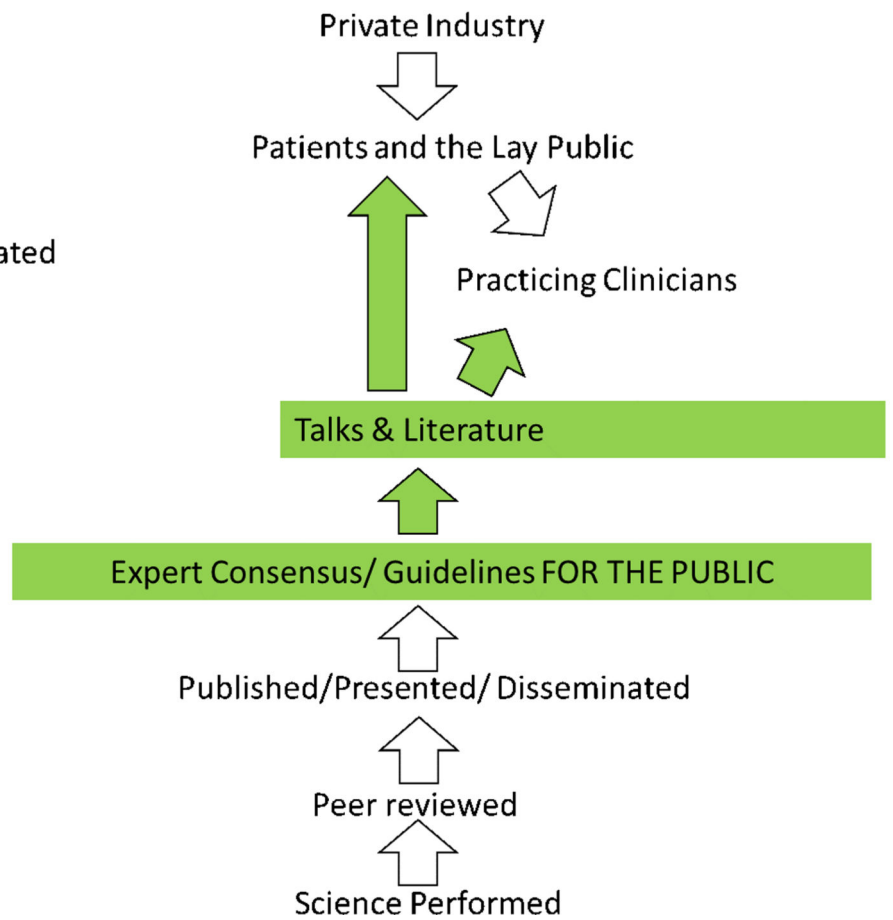 Private Industry
Patients and the Lay Public
ated
Practicing Clinicians
Talks & Literature
Expert Consensus/ Guidelines FOR THE PUBLIC
Published/Presented/ Disseminated
Peer reviewed
Science Performed